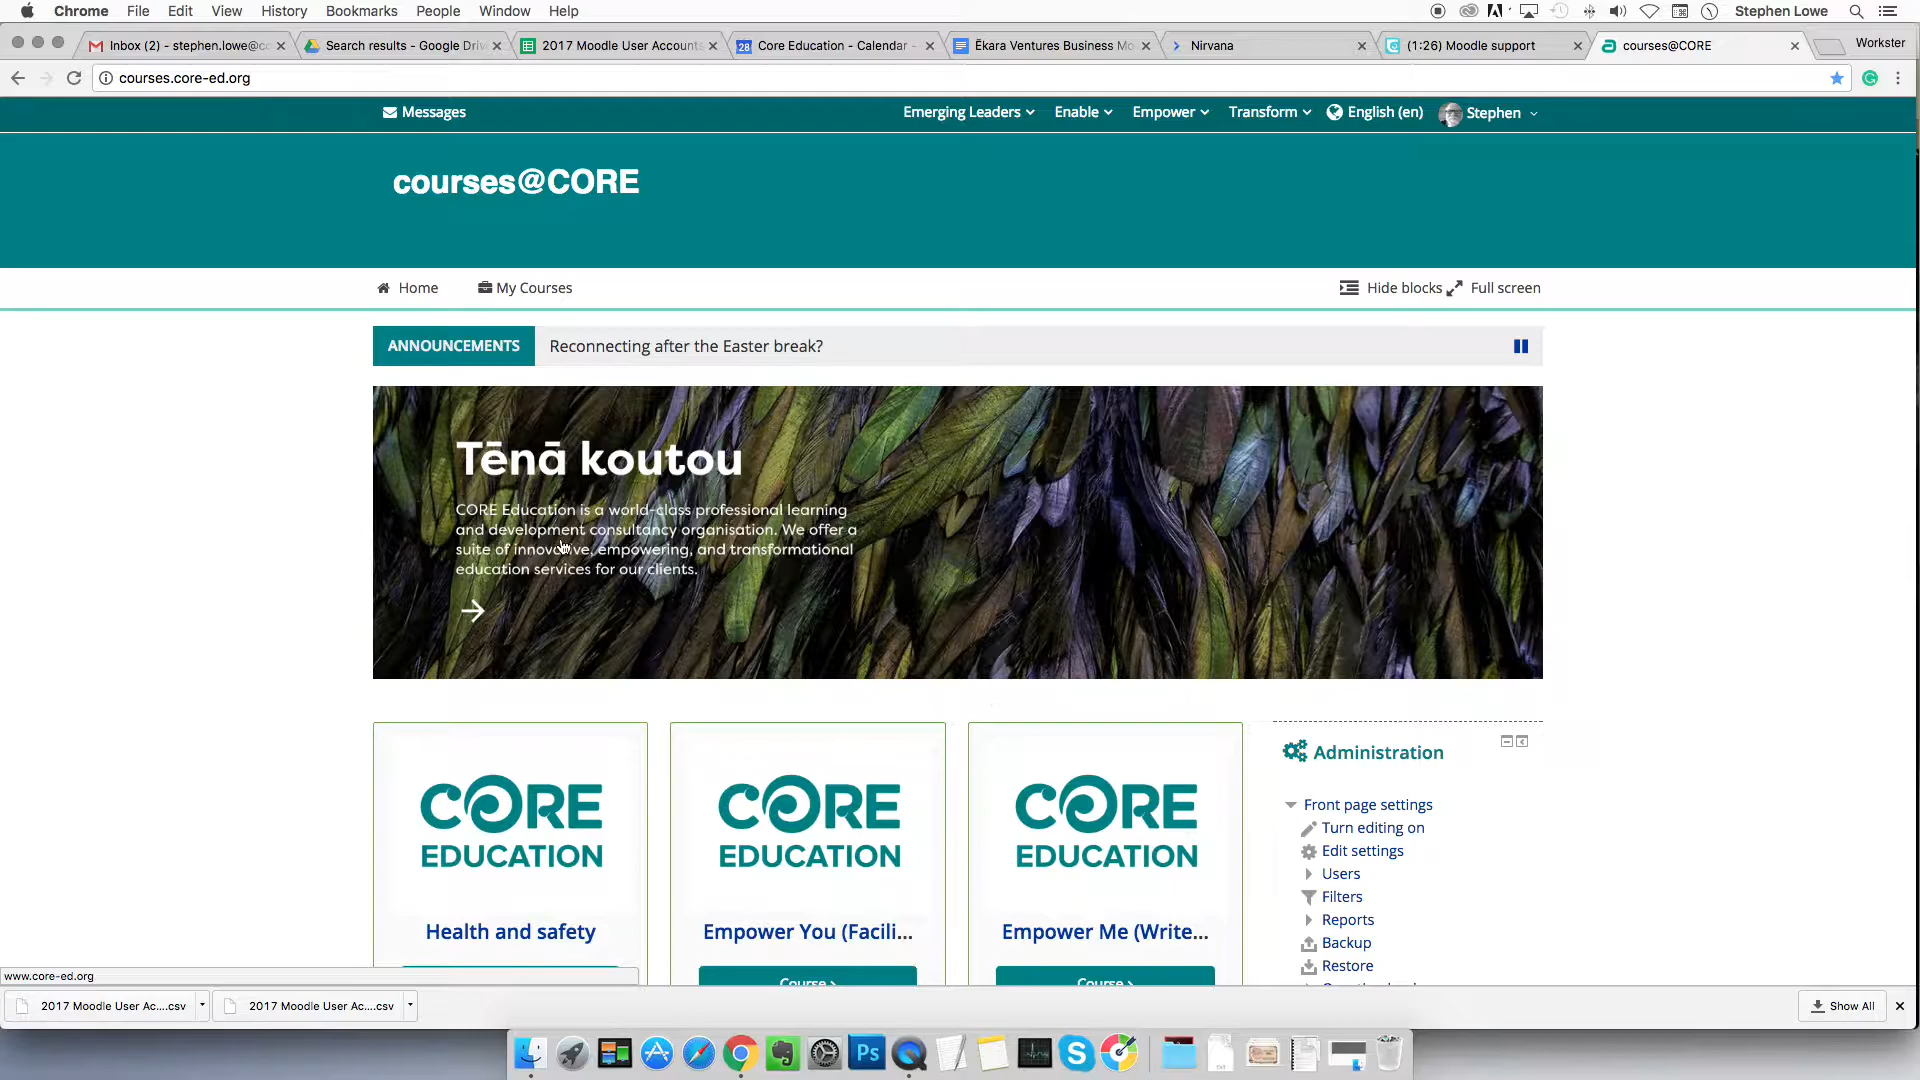 Chrome File Edit View History Bookmarks People Window Help Stephen Lowe
Inbox (2) - stephen.lowe@c Search results - Google Driv 2017 Moodle User Accounts Core Education - Calendar - Ēkara Ventures Business Mo Nirvana (1:26) Moodle support courses@CORE Workster
courses.core-ed.org
Messages Emerging Leaders Enable Empower Transform English (en) Stephen
courses@CORE
Home My Courses Hide blocks Full screen
ANNOUNCEMENTS Reconnecting after the Easter break?
Tēnā koutou
CORE Education is a world-class professional learning
and development consultancy organisation. We offer a
suite of innovative, empowering, and transformational
education services for our clients.
Administration
CORE EDUCATION
CORE EDUCATION
CORE EDUCATION
Front page settings
Turn editing on
Edit settings
Users
Filters
Reports
Backup
Restore
Health and safety Empower You (Facili... Empower Me (Write...
Course > Course >
www.core-ed.org
2017 Moodle User Ac....csv 2017 Moodle User Ac....csv Show All
Ps